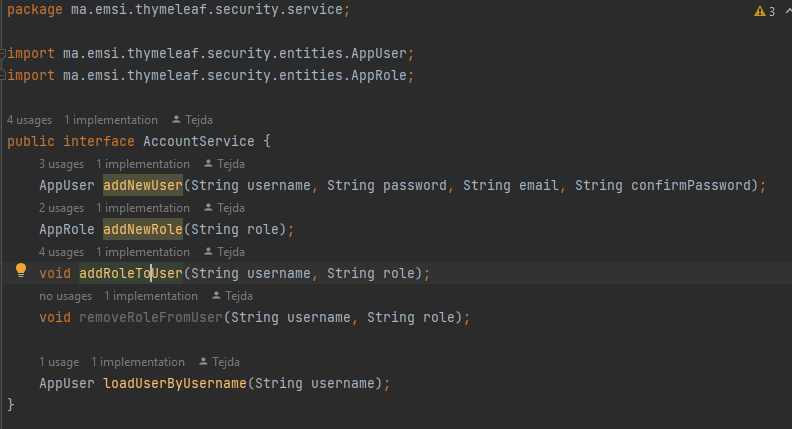 package ma.emsi.thymeleaf.security.service;
3
import ma.emsi.thymeleaf.security.entities.AppUser;
import ma.emsi.thymeleaf.security.entities.AppRole;
4 usages 1 implementation Tejda
public interface AccountService {
3 usages 1 implementation Tejda
AppUser addNewUser(String username, String password, String email, String confirmPassword);
2 usages 1 implementation Tejda
AppRole addNewRole(String role);
4 usages 1 implementation Tejda
void addRoleToUser(String username, String role);
no usages 1 implementation Tejda
void removeRoleFromUser(String username, String role);
1 usage 1 implementation Tejda
AppUser loadUserByUsername(String username);
}